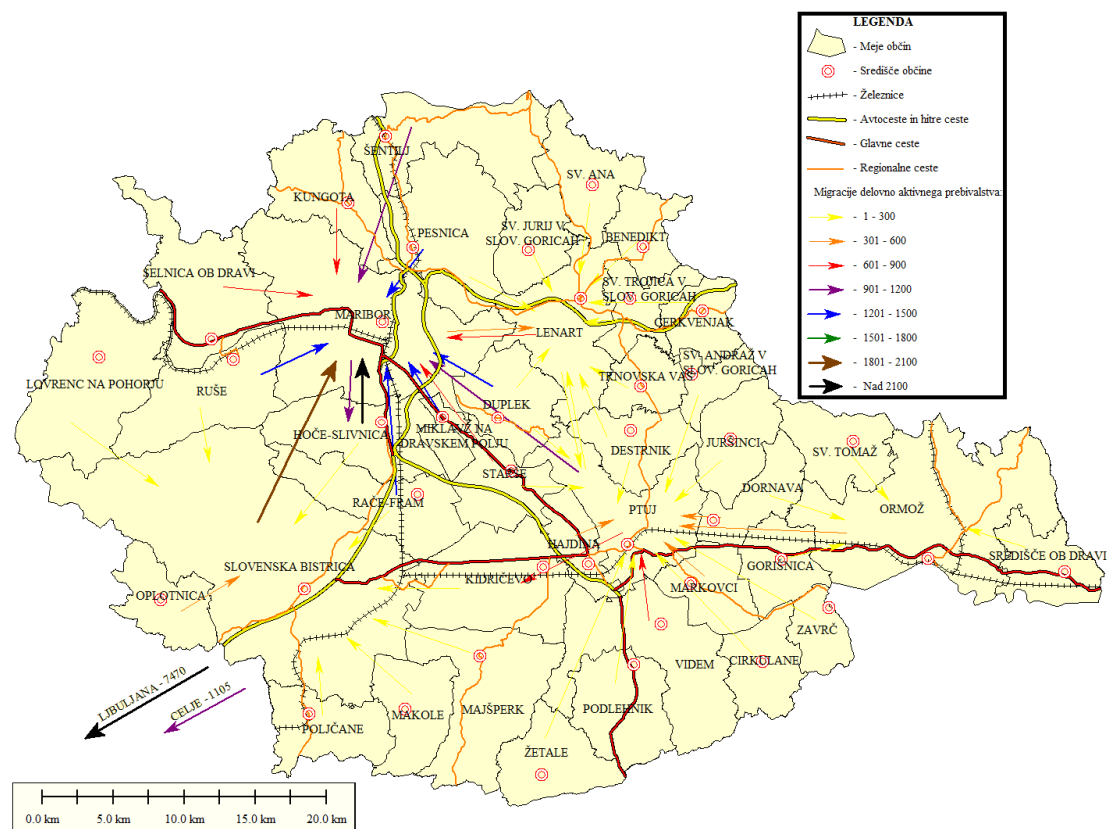 LEGENDA
- Meje občin
- Središče občine
- Železnice
- Avtoceste in hitre ceste
- Glavne ceste
- Regionalne ceste
Migracije delovno aktivnega prebivalstva:
- 1 - 300
- 301 - 600
- 601 - 900
- 901 - 1200
- 1201 - 1500
- 1501 - 1800
- 1801 - 2100
- Nad 2100
ŠENTILJ
SV. ANA
KUNGOTA
PESNICA
SV. JURIJ V
SLOV. GORICAH
BENEDIKT
SELNICA OB DRAVI
SV. TROJICA V
SLOV. GORICAH
MARIBOR
LENART
CERKVENJAK
SV. ANDRAŽ V
SLOV. GORICAH
LOVRENC NA POHORJU
RUŠE
TRNOVSKA VAS
DUPLEK
HOČE-SLIVNICA
MIKLAVŽ NA
DRAVSKEM POLJU
DESTRNIK
JURŠINCI
SV. TOMAŽ
STARŠE
DORNAVA
RAČE-FRAM
PTUJ
ORMOŽ
HAJDINA
SREDIŠČE OB DRAVI
SLOVENSKA BISTRICA
KIDRIČEVO
GORIŠNICA
OPLOTNICA
MARKOVCI
ZAVRČ
VIDEM
CIRKULANE
LJBULJANA - 7470
CELJE - 1105
POLJČANE
MAKOLE
MAJŠPERK
PODLEHNIK
ŽETALE
0.0 km
5.0 km
10.0 km
15.0 km
20.0 km